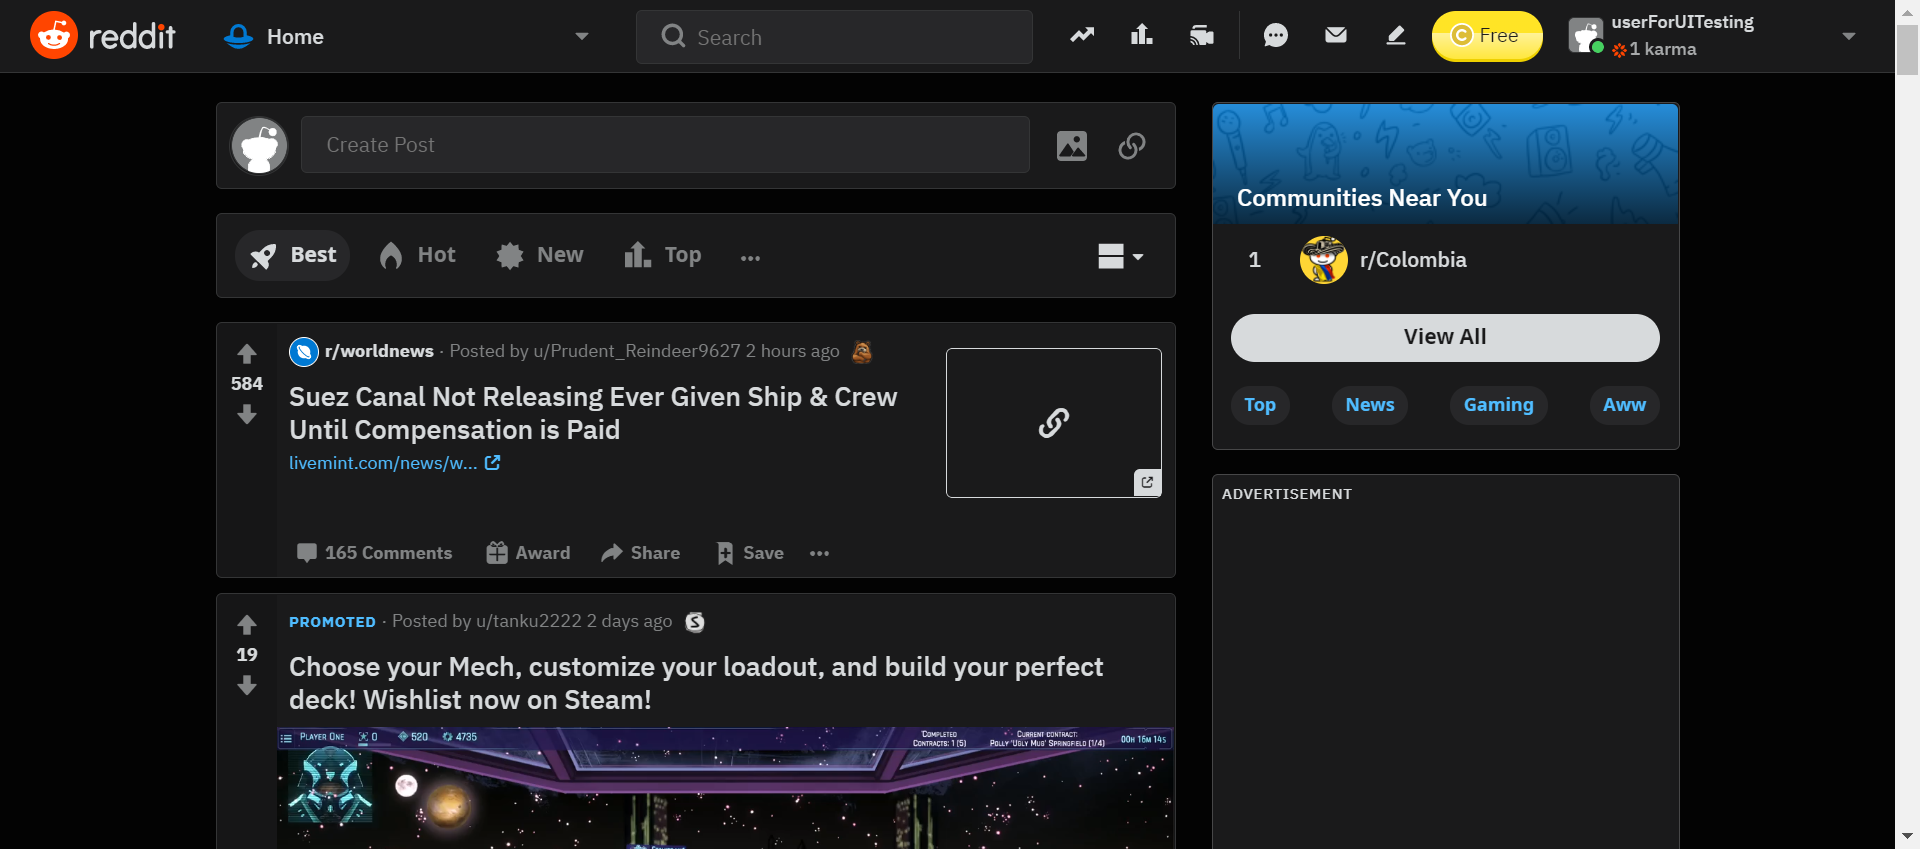 reddit
Home
Search
Free
userForUITesting
1 karma
Create Post
Best
Hot
New
Top
r/worldnews · Posted by u/Prudent_Reindeer9627 2 hours ago
584
Suez Canal Not Releasing Ever Given Ship & Crew
Until Compensation is Paid
livemint.com/news/w...
165 Comments
Award
Share
Save
PROMOTED · Posted by u/tanku2222 2 days ago
19
Choose your Mech, customize your loadout, and build your perfect
deck! Wishlist now on Steam!
PLAYER ONE
0
520
4735
COMPLETED
CONTRACTS: 1 (5)
CURRENT CONTRACT:
POLLY 'UGLY MUG' SPRINGFIELD (1/4)
00H 16M 14S
Communities Near You
1
r/Colombia
View All
Top
News
Gaming
Aww
ADVERTISEMENT